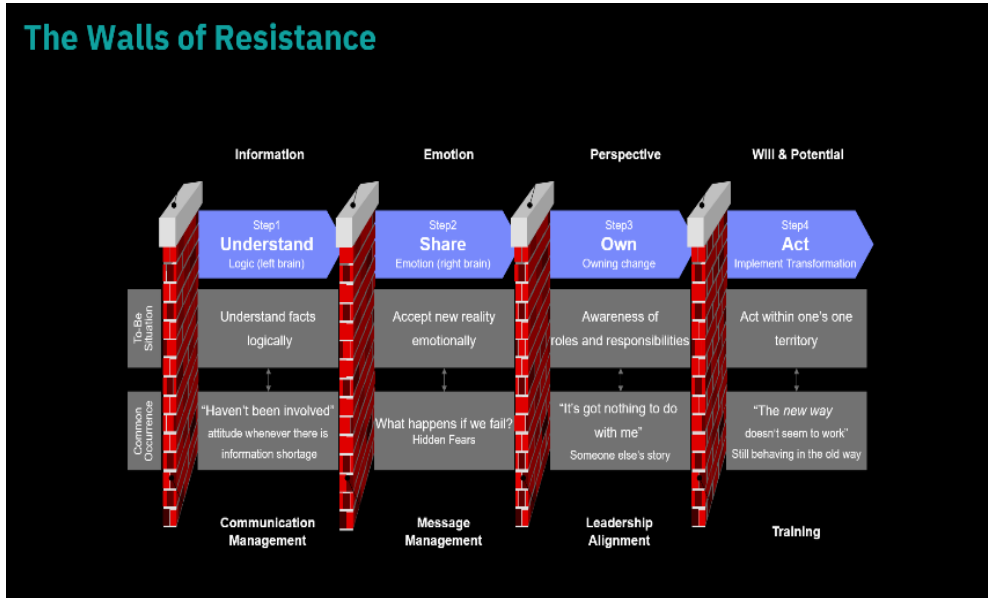 The Walls of Resistance
Information
Emotion
Perspective
Will & Potential
Step1
Understand
Logic (left brain)
Step2
Share
Emotion (right brain)
Step3
Own
Owning change
Step4
Act
Implement Transformation
To-Be
Situation
Understand facts
logically
Accept new reality
emotionally
Awareness of
roles and responsibilities
Act within one's one
territory
Common
Occurrence
“Haven't been involved”
attitude whenever there is
information shortage
What happens if we fail?
Hidden Fears
“It's got nothing to do
with me”
Someone else's story
“The new way
doesn't seem to work”
Still behaving in the old way
Communication
Management
Message
Management
Leadership
Alignment
Training